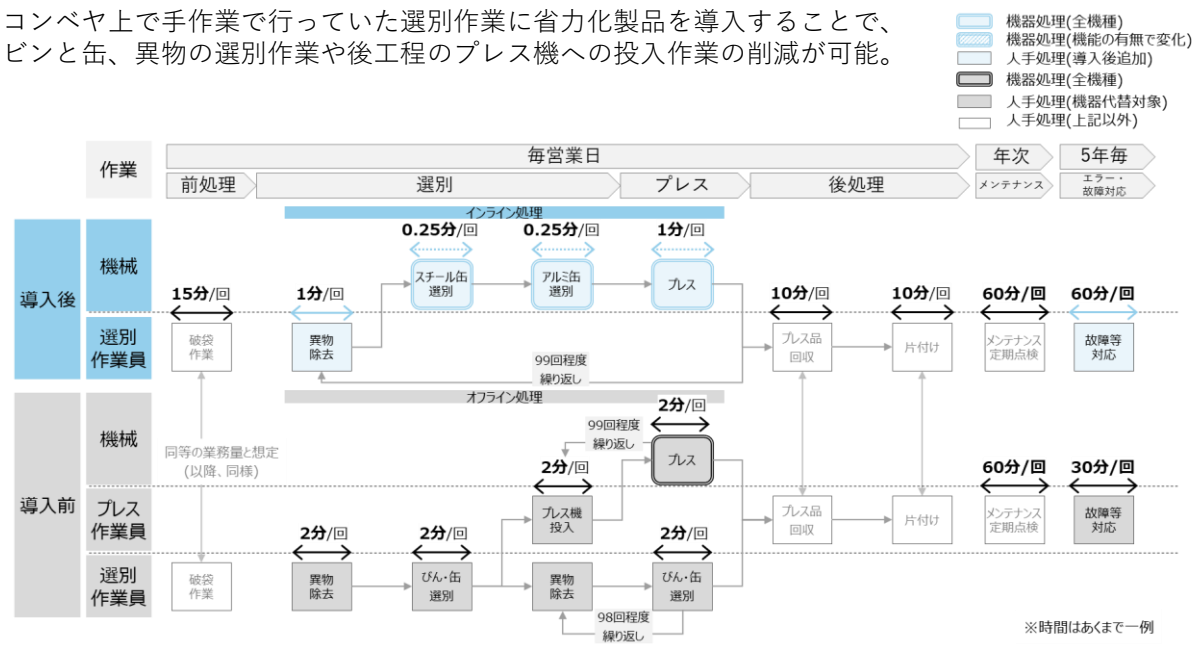 コンベヤ上で手作業で行っていた選別作業に省力化製品を導入することで、
ビンと缶、異物の選別作業や後工程のプレス機への投入作業の削減が可能。
機器処理(全機種)
機器処理(機能の有無で変化)
人手処理(導入後追加)
機器処理(全機種)
人手処理(機器代替対象)
人手処理(上記以外)
作業
毎営業日
年次
5年毎
前処理
選別
プレス
後処理
メンテナンス
エラー・
故障対応
インライン処理
導入後
機械
選別
作業員
15分/回
破袋
作業
1分/回
異物
除去
0.25分/回
スチール缶
選別
0.25分/回
アルミ缶
選別
1分/回
プレス
99回程度
繰り返し
10分/回
プレス品
回収
10分/回
片付け
60分/回
メンテナンス
定期点検
60分/回
故障等
対応
オフライン処理
導入前
機械
プレス
作業員
選別
作業員
同等の業務量と想定
(以降、同様)
破袋
作業
2分/回
異物
除去
2分/回
びん・缶
選別
2分/回
プレス機
投入
99回程度
繰り返し
2分/回
プレス
異物
除去
2分/回
びん・缶
選別
98回程度
繰り返し
プレス品
回収
片付け
60分/回
メンテナンス
定期点検
30分/回
故障等
対応
※時間はあくまで一例